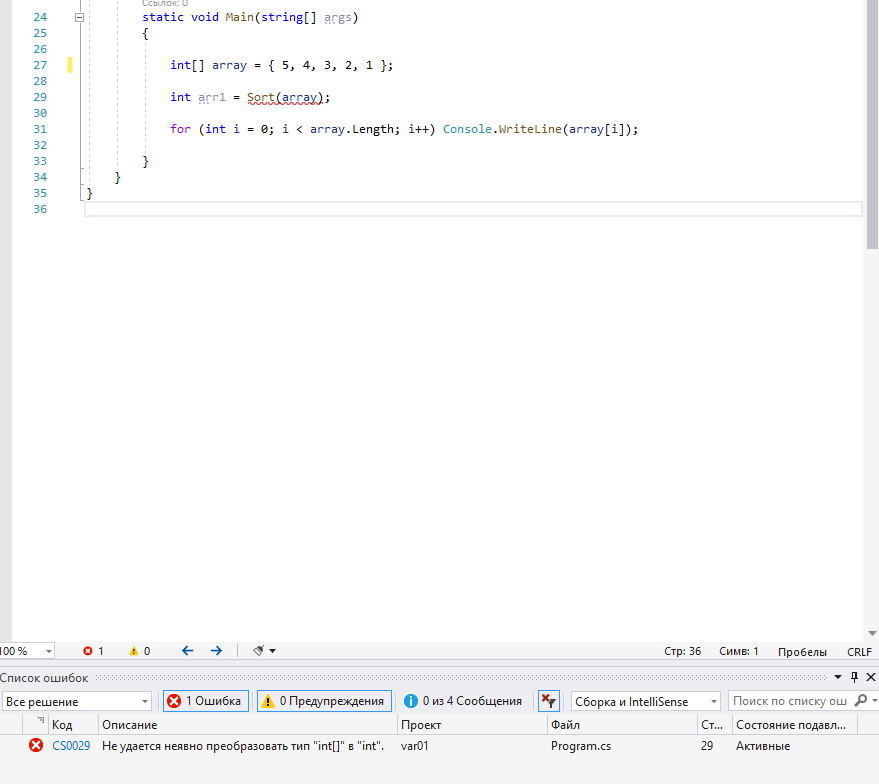 Ссылок: 0
24 static void Main(string[] args)
25 {
26
27 int[] array = { 5, 4, 3, 2, 1 };
28
29 int arr1 = Sort(array);
30
31 for (int i = 0; i < array.Length; i++) Console.WriteLine(array[i]);
32
33 }
34 }
35 }
36
100 % 1 0 Стр: 36 Симв: 1 Пробелы CRLF
Список ошибок
Все решение 1 Ошибка 0 Предупреждения 0 из 4 Сообщения Сборка и IntelliSense Поиск по списку ош
Код Описание Проект Файл Ст... Состояние подавл...
CS0029 Не удается неявно преобразовать тип "int[]" в "int". var01 Program.cs 29 Активные